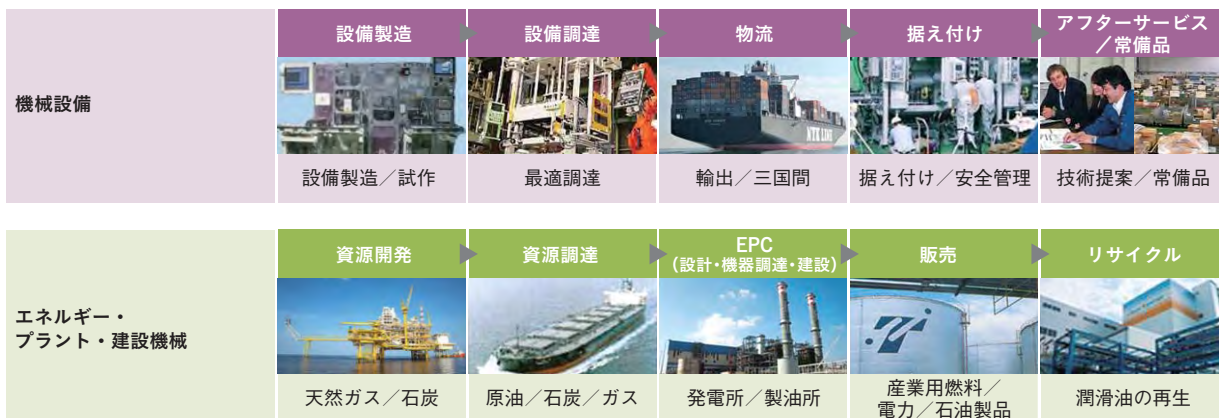 機械設備
設備製造
設備調達
物流
据え付け
アフターサービス
／常備品
NYK LINE
設備製造／試作
最適調達
輸出／三国間
据え付け／安全管理
技術提案／常備品
エネルギー・
プラント・建設機械
資源開発
資源調達
EPC
（設計・機器調達・建設）
販売
リサイクル
天然ガス／石炭
原油／石炭／ガス
発電所／製油所
産業用燃料／
電力／石油製品
潤滑油の再生